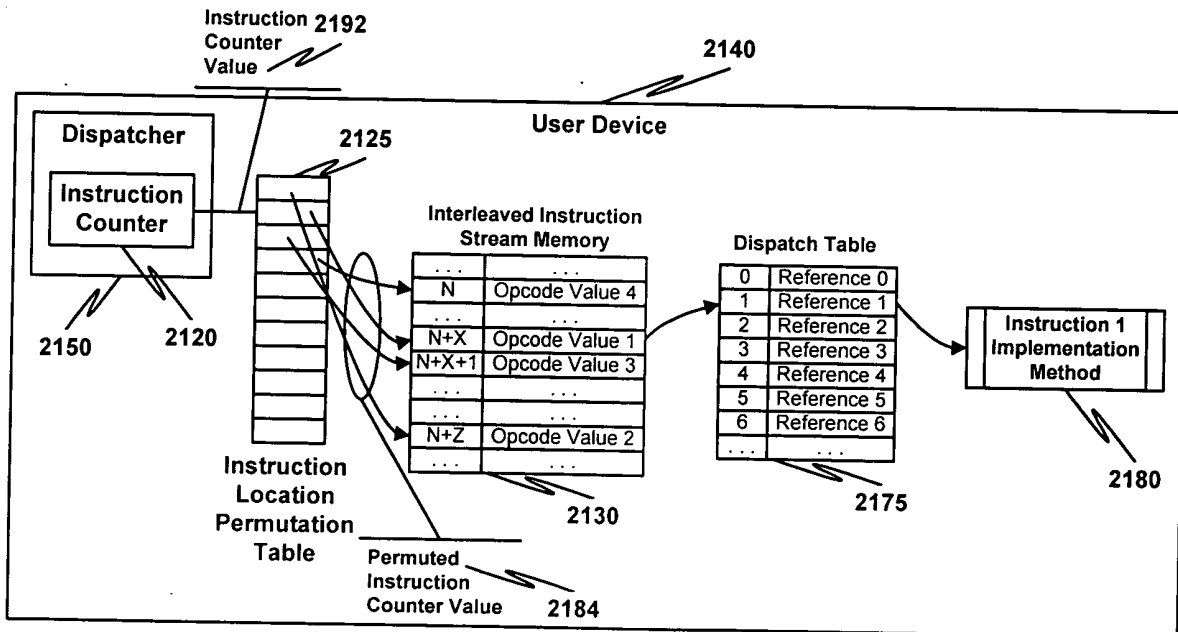 Instruction 2192
Counter
Value
2140
User Device
Dispatcher
Instruction
Counter
2150
2120
2125
Instruction
Location
Permutation
Table
Interleaved Instruction
Stream Memory
. . . . . .
N Opcode Value 4
. . . . . .
N+X Opcode Value 1
N+X+1 Opcode Value 3
. . . . . .
. . . . . .
N+Z Opcode Value 2
. . . . . .
2130
Permuted
Instruction
Counter Value
2184
Dispatch Table
0 Reference 0
1 Reference 1
2 Reference 2
3 Reference 3
4 Reference 4
5 Reference 5
6 Reference 6
. . . . . .
2175
Instruction 1
Implementation
Method
2180